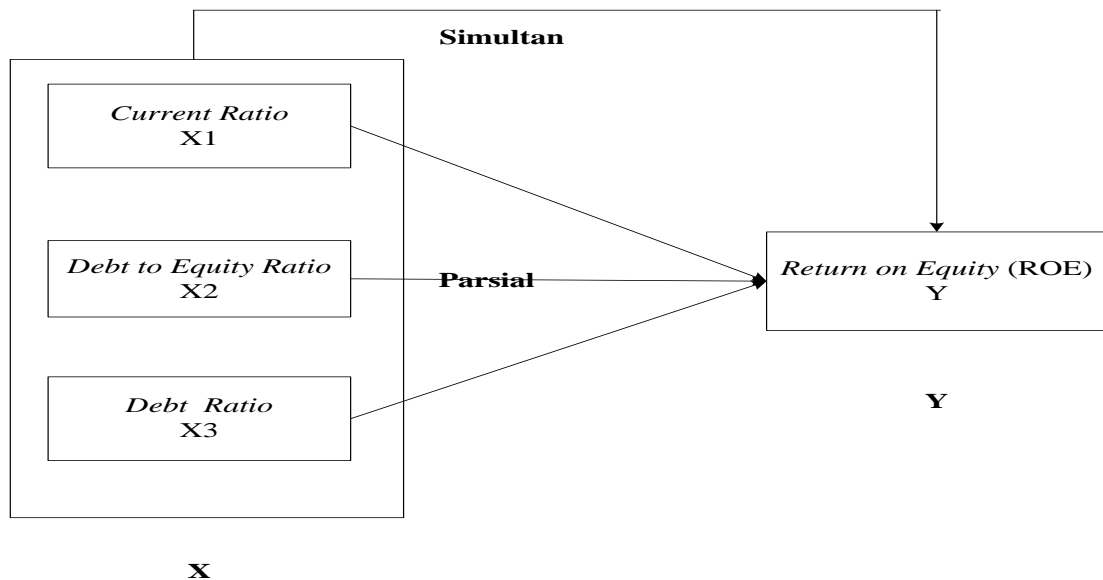 Simultan
Current Ratio
X1
Debt to Equity Ratio
X2
Parsial
Return on Equity (ROE)
Y
Debt Ratio
X3
Y
X